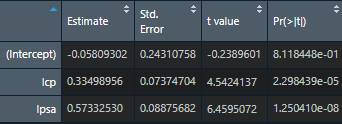 Estimate Std. Error t value Pr(>|t|)
(Intercept) -0.05809302 0.24310758 -0.2389601 8.118448e-01
lcp 0.33498956 0.07374704 4.5424137 2.298439e-05
lpsa 0.57332530 0.08875682 6.4595072 1.250410e-08